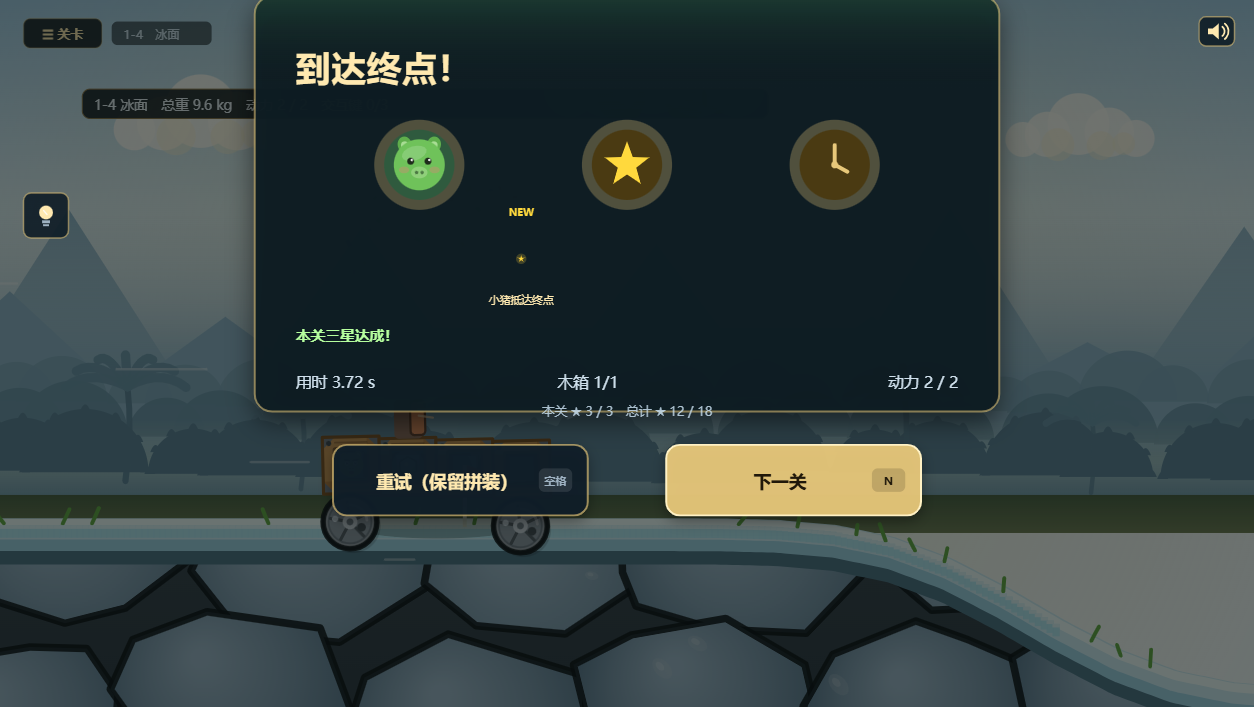 ☰ 关卡
1-4 冰面
1-4 冰面 总重 9.6 kg
到达终点!
NEW
小猪抵达终点
本关三星达成!
用时 3.72 s
木箱 1/1
动力 2 / 2
本关 ★ 3 / 3 总计 ★ 12 / 18
重试（保留拼装） 空格
下一关 N